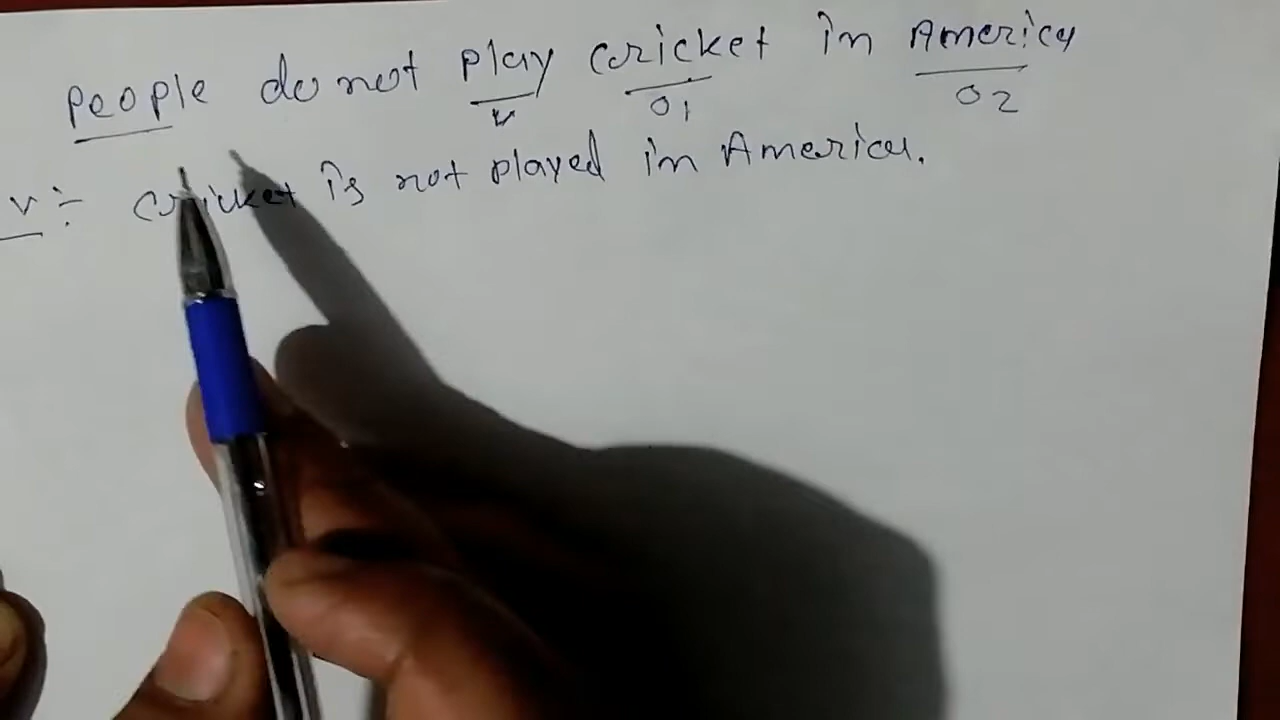 People do not play cricket in America
v o1 o2
v :- cricket is not played in America.